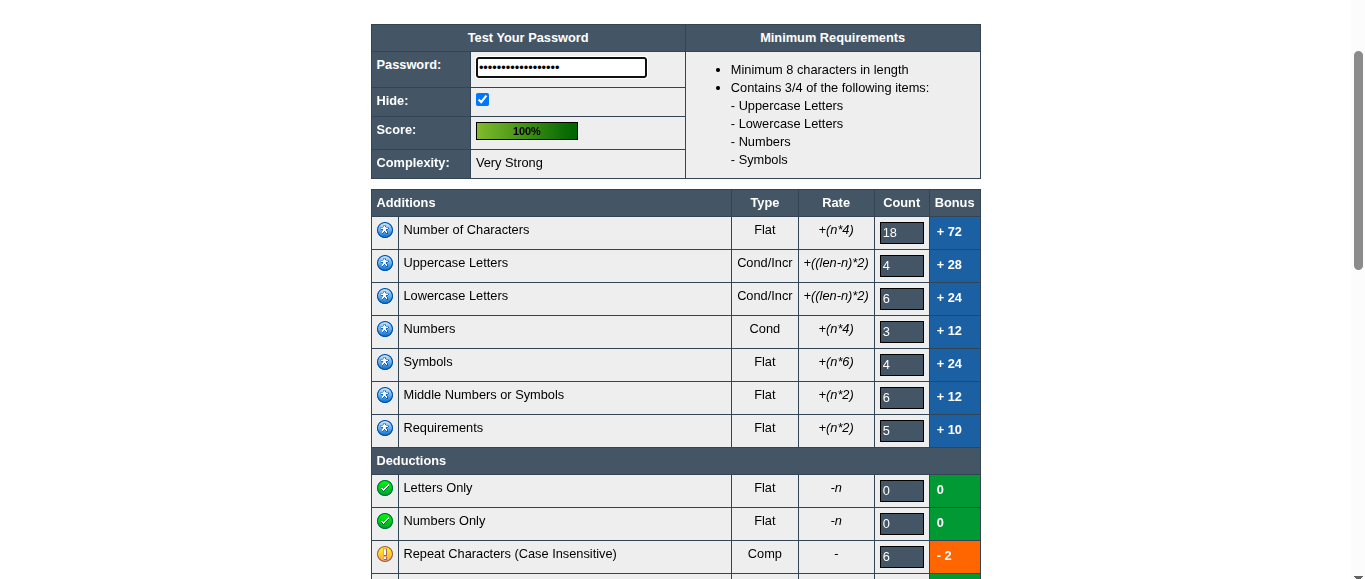 Test Your Password Minimum Requirements
Password: ••••••••••••••••••
Hide:
Score: 100%
Complexity: Very Strong
• Minimum 8 characters in length
• Contains 3/4 of the following items:
- Uppercase Letters
- Lowercase Letters
- Numbers
- Symbols
Additions Type Rate Count Bonus
Number of Characters Flat +(n*4) 18 + 72
Uppercase Letters Cond/Incr +((len-n)*2) 4 + 28
Lowercase Letters Cond/Incr +((len-n)*2) 6 + 24
Numbers Cond +(n*4) 3 + 12
Symbols Flat +(n*6) 4 + 24
Middle Numbers or Symbols Flat +(n*2) 6 + 12
Requirements Flat +(n*2) 5 + 10
Deductions
Letters Only Flat -n 0 0
Numbers Only Flat -n 0 0
Repeat Characters (Case Insensitive) Comp - 6 - 2